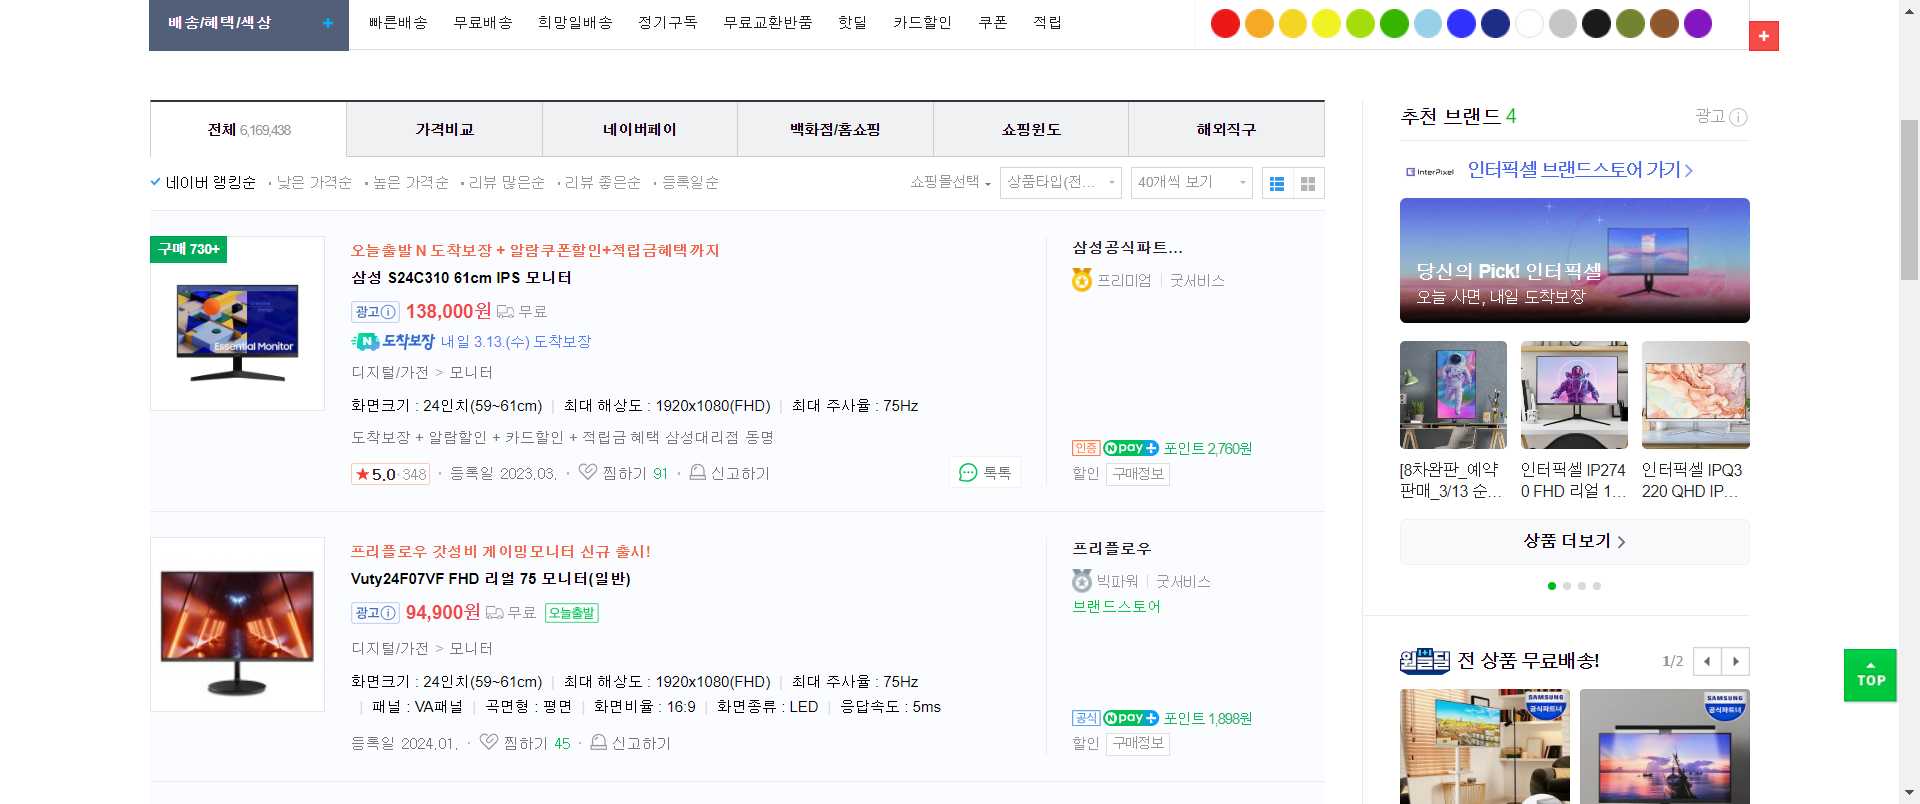 배송/혜택/색상 +
빠른배송 무료배송 희망일배송 정기구독 무료교환반품 핫딜 카드할인 쿠폰 적립
+
전체 6,169,438
가격비교
네이버페이
백화점/홈쇼핑
쇼핑윈도
해외직구
네이버 랭킹순 · 낮은 가격순 · 높은 가격순 · 리뷰 많은순 · 리뷰 좋은순 · 등록일순
쇼핑몰선택
상품타입(전...
40개씩 보기
구매 730+
Essential Monitor
오늘출발 N 도착보장 + 알람쿠폰할인+적립금혜택까지
삼성 S24C310 61cm IPS 모니터
광고 138,000원 무료
N 도착보장 내일 3.13.(수) 도착보장
디지털/가전 > 모니터
화면크기 : 24인치(59~61cm) | 최대 해상도 : 1920x1080(FHD) | 최대 주사율 : 75Hz
도착보장 + 알람할인 + 카드할인 + 적립금 혜택 삼성대리점 동명
★ 5.0 · 348 · 등록일 2023.03. · 찜하기 91 · 신고하기
톡톡
삼성공식파트...
프리미엄 | 굿서비스
인증 N pay+ 포인트 2,760원
할인 구매정보
프리플로우 갓성비 게이밍모니터 신규 출시!
Vuty24F07VF FHD 리얼 75 모니터(일반)
광고 94,900원 무료 오늘출발
디지털/가전 > 모니터
화면크기 : 24인치(59~61cm) | 최대 해상도 : 1920x1080(FHD) | 최대 주사율 : 75Hz
| 패널 : VA패널 | 곡면형 : 평면 | 화면비율 : 16:9 | 화면종류 : LED | 응답속도 : 5ms
등록일 2024.01. · 찜하기 45 · 신고하기
프리플로우
빅파워 | 굿서비스
브랜드스토어
공식 N pay+ 포인트 1,898원
할인 구매정보
추천 브랜드 4
광고
InterPixel 인터픽셀 브랜드스토어 가기 >
당신의 Pick! 인터픽셀
오늘 사면, 내일 도착보장
[8차완판_예약
판매_3/13 순...
인터픽셀 IP274
0 FHD 리얼 1...
인터픽셀 IPQ3
220 QHD IP...
상품 더보기 >
원쁠딜 1+1 전 상품 무료배송!
1/2
SAMSUNG
공식파트너
SAMSUNG
공식파트너
TOP